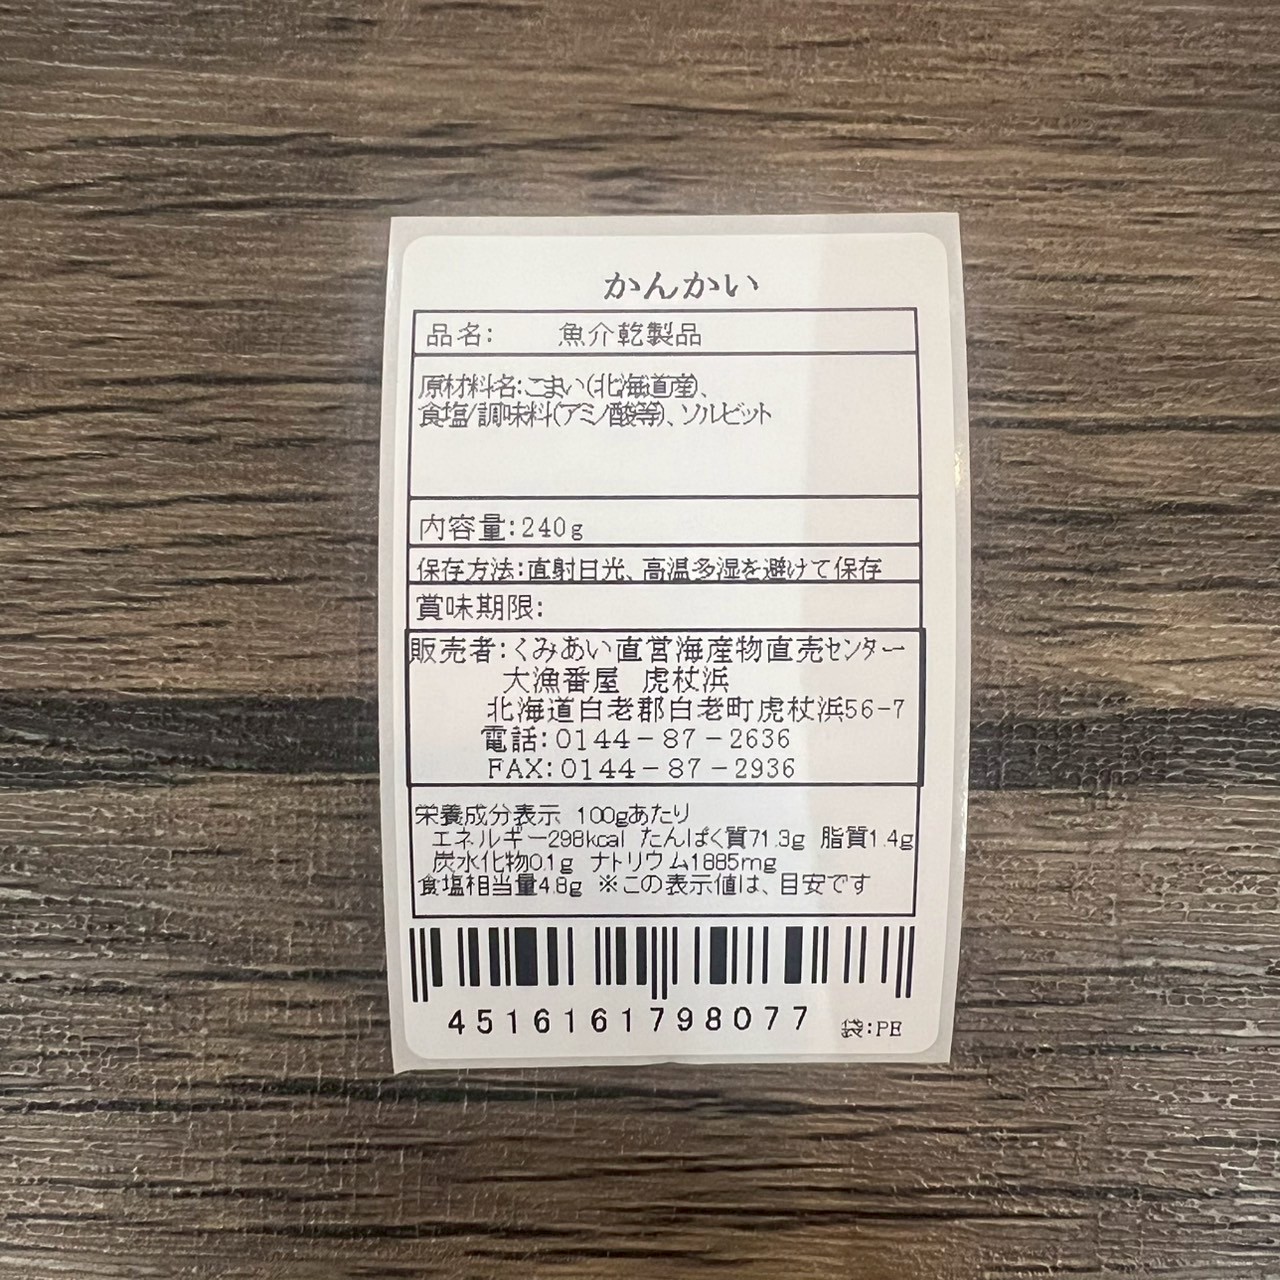 かんかい
品名: 魚介乾製品
原材料名:こまい(北海道産)、
食塩/調味料(アミノ酸等)、ソルビット
内容量:240g
保存方法:直射日光、高温多湿を避けて保存
賞味期限:
販売者:くみあい直営海産物直売センター
大漁番屋 虎杖浜
北海道白老郡白老町虎杖浜56-7
電話:0144-87-2636
FAX:0144-87-2936
栄養成分表示 100gあたり
エネルギー298kcal たんぱく質71.3g 脂質1.4g
炭水化物0.1g ナトリウム1885mg
食塩相当量4.8g ※この表示値は、目安です
4516161798077
袋:PE